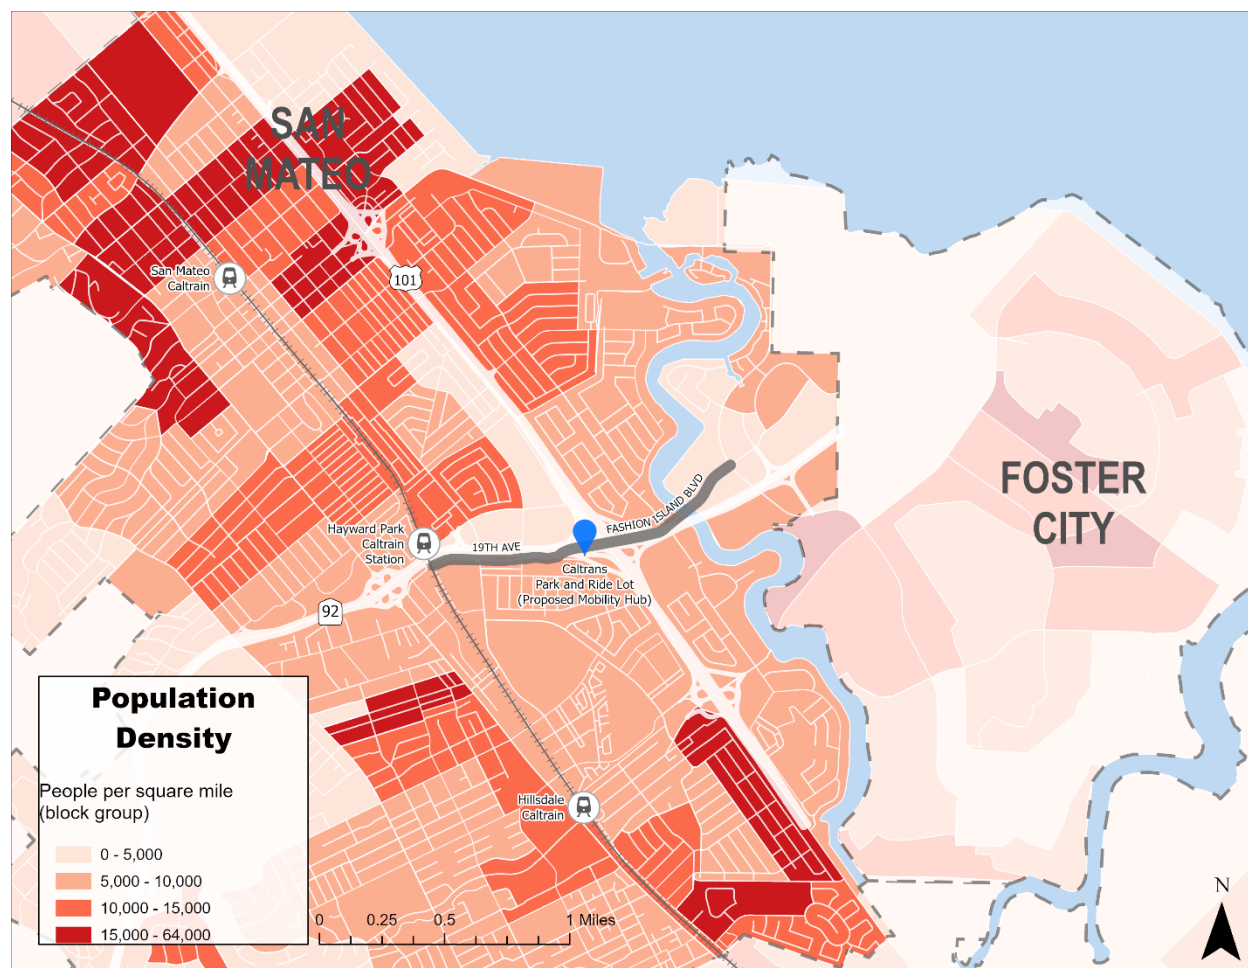 SAN
MATEO
San Mateo
Caltrain
101
FOSTER
CITY
FASHION ISLAND BLVD
19TH AVE
Hayward Park
Caltrain
Station
Caltrans
Park and Ride Lot
(Proposed Mobility Hub)
92
Hillsdale
Caltrain
Population
Density
People per square mile
(block group)
0 - 5,000
5,000 - 10,000
10,000 - 15,000
15,000 - 64,000
0 0.25 0.5 1 Miles
N